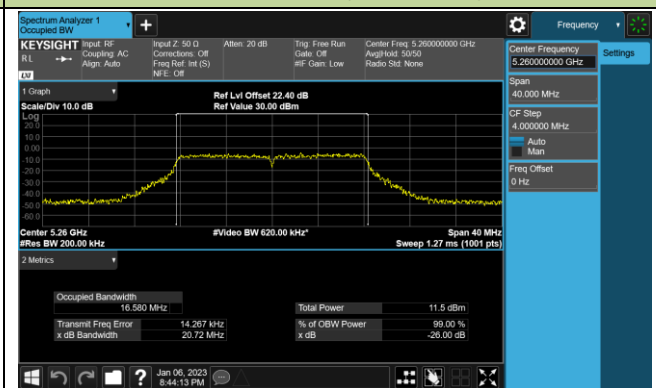 Spectrum Analyzer 1
Occupied BW
Frequency
KEYSIGHT
R L
LXI
Input: RF
Coupling: AC
Align: Auto
Input Z: 50 Ω
Corrections: Off
Freq Ref: Int (S)
NFE: Off
Atten: 20 dB
Trig: Free Run
Gate: Off
#IF Gain: Low
Center Freq: 5.260000000 GHz
Avg|Hold: 50/50
Radio Std: None
Center Frequency
5.260000000 GHz
Settings
Span
40.000 MHz
CF Step
4.000000 MHz
Auto
Man
Freq Offset
0 Hz
1 Graph
Scale/Div 10.0 dB
Ref Lvl Offset 22.40 dB
Ref Value 30.00 dBm
Log
20.0
10.0
0.00
-10.0
-20.0
-30.0
-40.0
-50.0
-60.0
Center 5.26 GHz
#Res BW 200.00 kHz
#Video BW 620.00 kHz*
Span 40 MHz
Sweep 1.27 ms (1001 pts)
2 Metrics
Occupied Bandwidth
16.580 MHz
Total Power 11.5 dBm
Transmit Freq Error 14.267 kHz
% of OBW Power 99.00 %
x dB Bandwidth 20.72 MHz
x dB -26.00 dB
?
Jan 06, 2023
8:44:13 PM